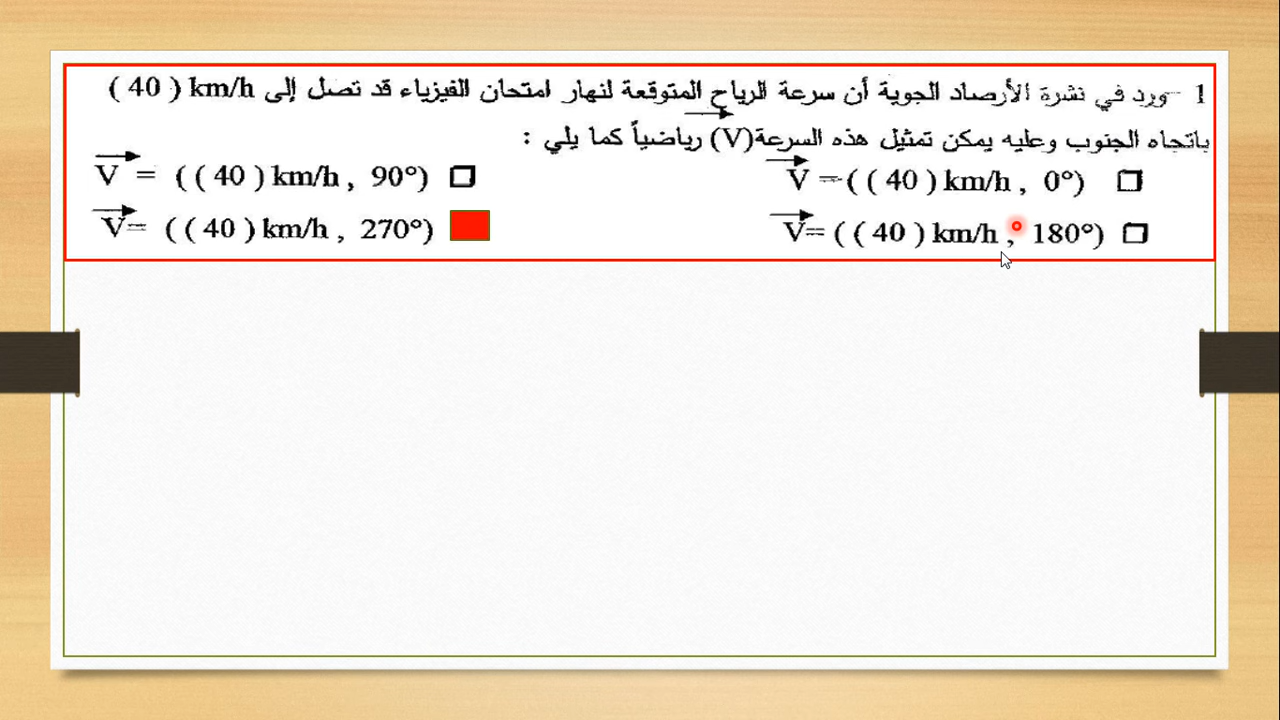 1 - ورد في نشرة الأرصاد الجوية أن سرعة الرياح المتوقعة لنهار امتحان الفيزياء قد تصل إلى km/h ( 40 )
باتجاه الجنوب وعليه يمكن تمثيل هذه السرعة (V) رياضياً كما يلي :
☐ V = ( ( 40 ) km/h , 0°)
☐ V = ( ( 40 ) km/h , 90°)
☐ V= ( ( 40 ) km/h , 180°)
V= ( ( 40 ) km/h , 270°)